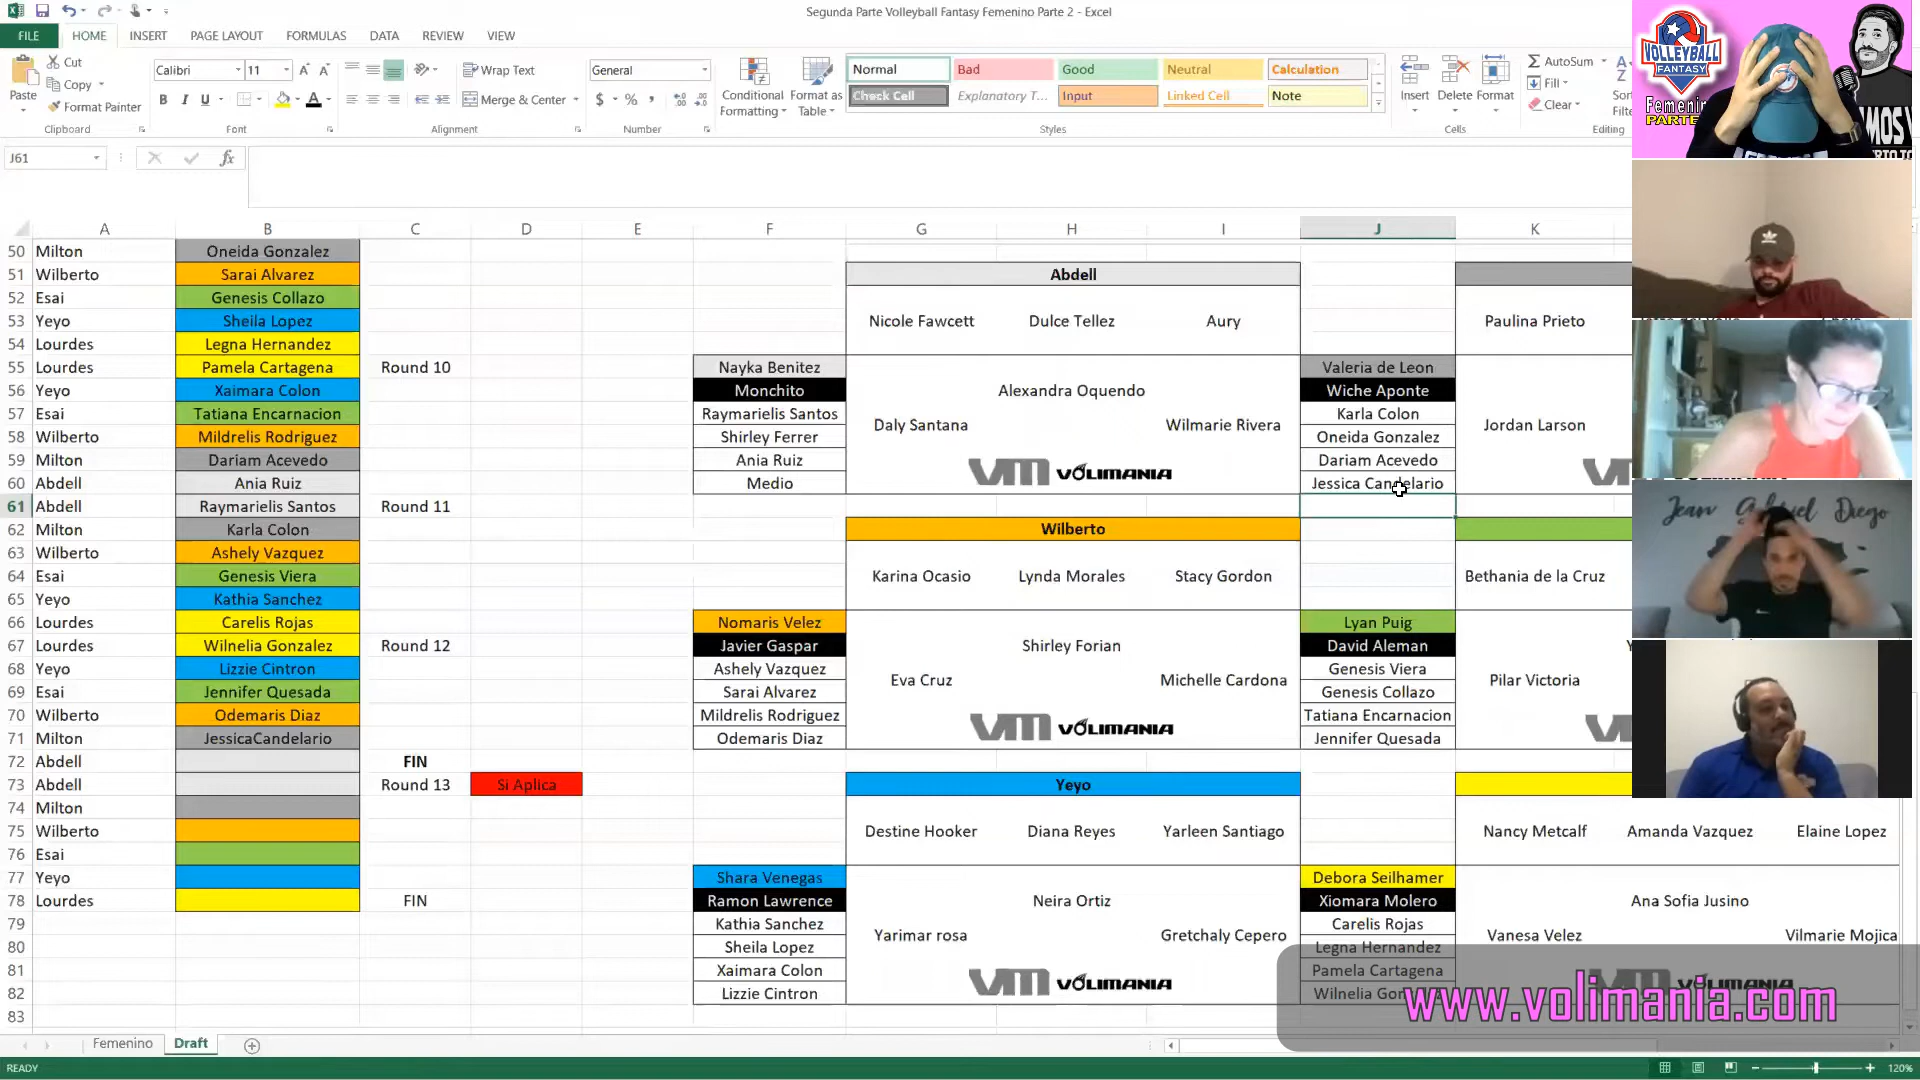 Segunda Parte Volleyball Fantasy Femenino Parte 2 - Excel
FILE HOME INSERT PAGE LAYOUT FORMULAS DATA REVIEW VIEW
Cut
Copy
Format Painter
Paste
Clipboard
Calibri 11
B I U
Font
Wrap Text
Merge & Center
Alignment
General
$ % ,
Number
Conditional Formatting
Format as Table
Normal Bad Good Neutral Calculation
Check Cell Explanatory T... Input Linked Cell Note
Styles
Insert Delete Format
Cells
AutoSum
Fill
Clear
Editing
VOLLEYBALL
FANTASY
J61
fx
A B C D E F G H I J K
50 Milton Oneida Gonzalez
51 Wilberto Sarai Alvarez Abdell
52 Esai Genesis Collazo
53 Yeyo Sheila Lopez Nicole Fawcett Dulce Tellez Aury Paulina Prieto
54 Lourdes Legna Hernandez
55 Lourdes Pamela Cartagena Round 10 Nayka Benitez Valeria de Leon
56 Yeyo Xaimara Colon Monchito Alexandra Oquendo Wiche Aponte
57 Esai Tatiana Encarnacion Raymarielis Santos Karla Colon
58 Wilberto Mildrelis Rodriguez Shirley Ferrer Daly Santana Wilmarie Rivera Oneida Gonzalez Jordan Larson
59 Milton Dariam Acevedo Ania Ruiz Dariam Acevedo
60 Abdell Ania Ruiz Medio VM VOLIMANIA Jessica Candelario
61 Abdell Raymarielis Santos Round 11
62 Milton Karla Colon Wilberto
63 Wilberto Ashely Vazquez
64 Esai Genesis Viera Karina Ocasio Lynda Morales Stacy Gordon Bethania de la Cruz
65 Yeyo Kathia Sanchez
66 Lourdes Carelis Rojas Nomaris Velez Lyan Puig
67 Lourdes Wilnelia Gonzalez Round 12 Javier Gaspar Shirley Forian David Aleman
68 Yeyo Lizzie Cintron Ashely Vazquez Genesis Viera
69 Esai Jennifer Quesada Sarai Alvarez Eva Cruz Michelle Cardona Genesis Collazo Pilar Victoria
70 Wilberto Odemaris Diaz Mildrelis Rodriguez Tatiana Encarnacion
71 Milton JessicaCandelario Odemaris Diaz VM VOLIMANIA Jennifer Quesada
72 Abdell FIN
73 Abdell Round 13 Si Aplica Yeyo
74 Milton
75 Wilberto Destine Hooker Diana Reyes Yarleen Santiago Nancy Metcalf Amanda Vazquez Elaine Lopez
76 Esai
77 Yeyo Shara Venegas Debora Seilhamer
78 Lourdes FIN Ramon Lawrence Neira Ortiz Xiomara Molero Ana Sofia Jusino
79 Kathia Sanchez Carelis Rojas
80 Sheila Lopez Yarimar rosa Gretchaly Cepero Legna Hernandez Vanesa Velez Vilmarie Mojica
81 Xaimara Colon Pamela Cartagena
82 Lizzie Cintron VM VOLIMANIA
83
Jean Gabriel Diego
www.volimania.com
Femenino Draft
READY
120%